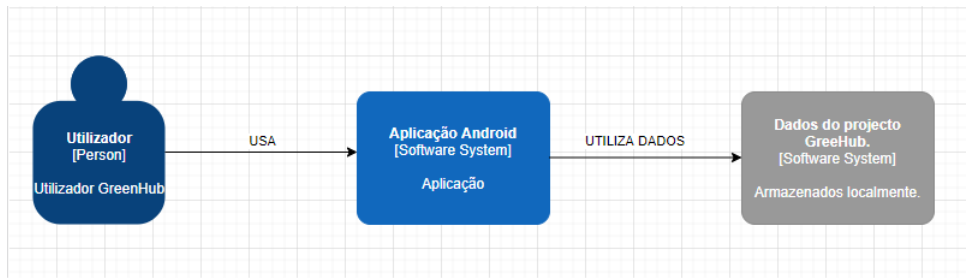 Utilizador
[Person]
Utilizador GreenHub
USA
Aplicação Android
[Software System]
Aplicação
UTILIZA DADOS
Dados do projecto
GreeHub.
[Software System]
Armazenados localmente.